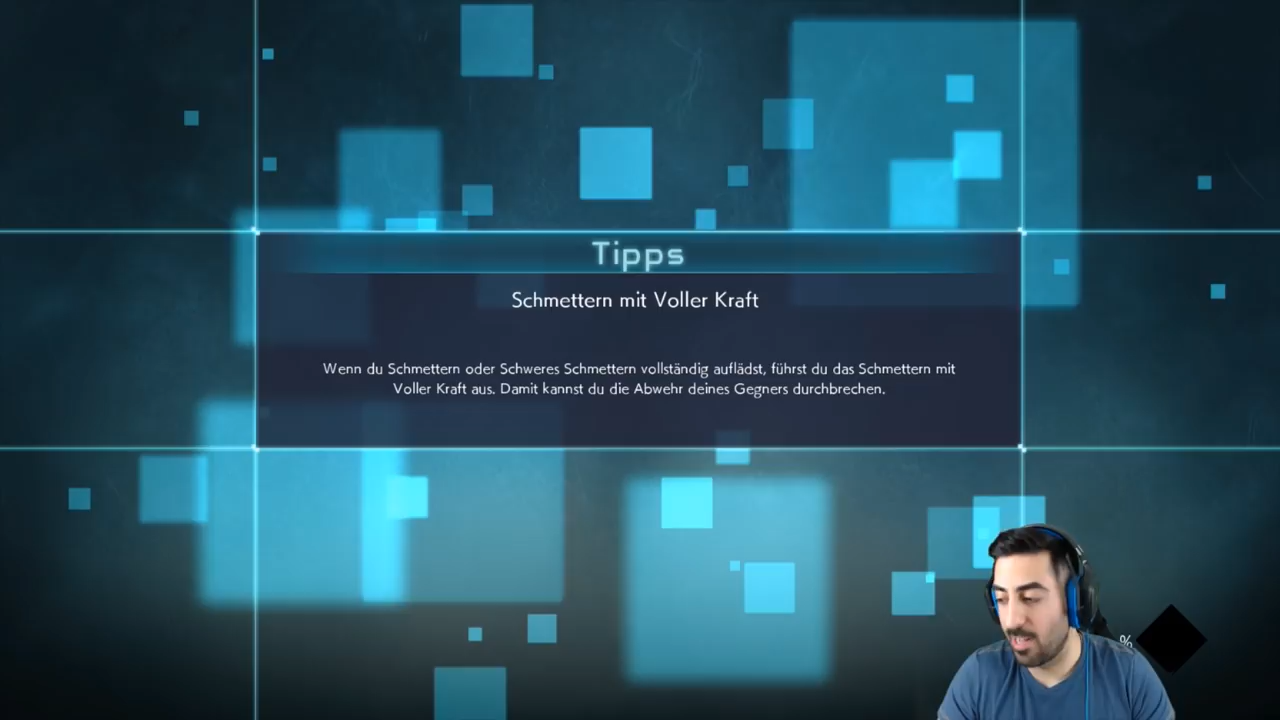 Tipps
Schmettern mit Voller Kraft
Wenn du Schmettern oder Schweres Schmettern vollständig auflädst, führst du das Schmettern mit
Voller Kraft aus. Damit kannst du die Abwehr deines Gegners durchbrechen.
%